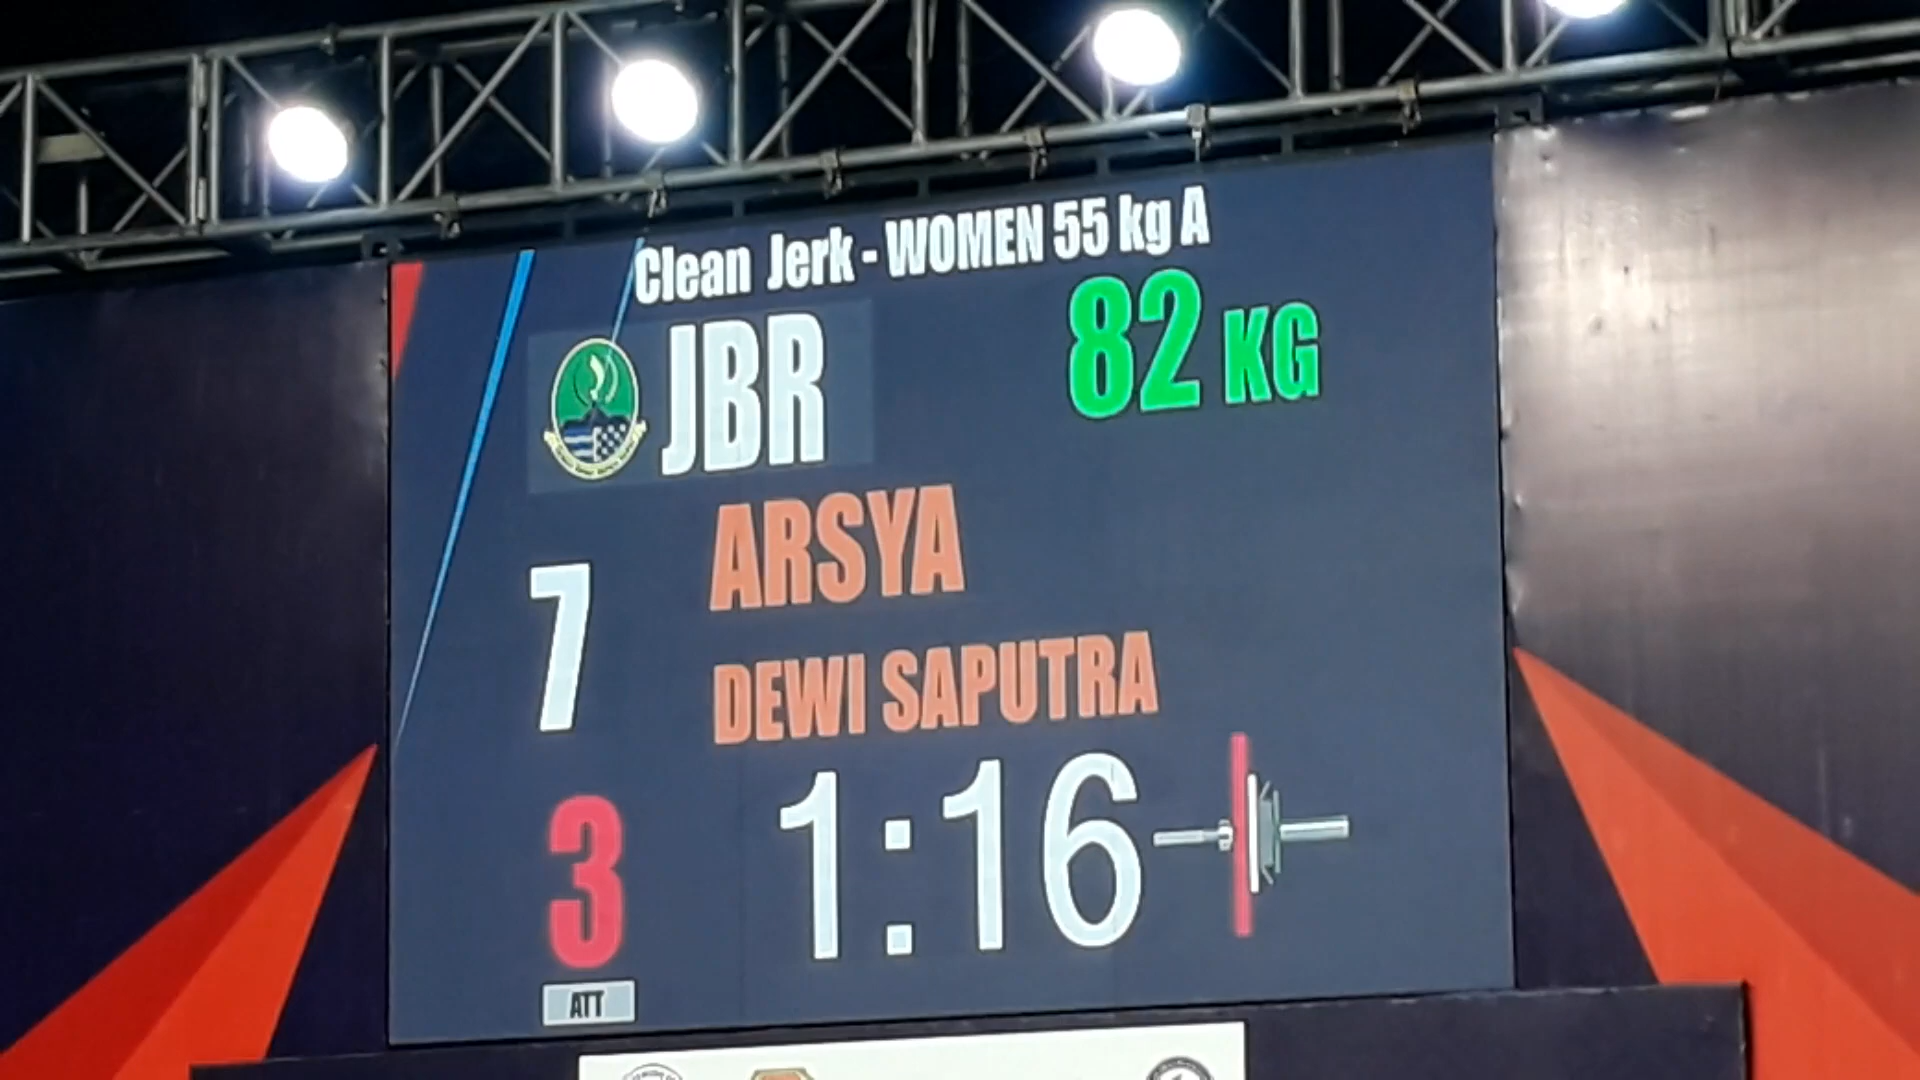 Clean Jerk - WOMEN 55 kg A
JBR
82 KG
ARSYA
7
DEWI SAPUTRA
3
1:16
ATT